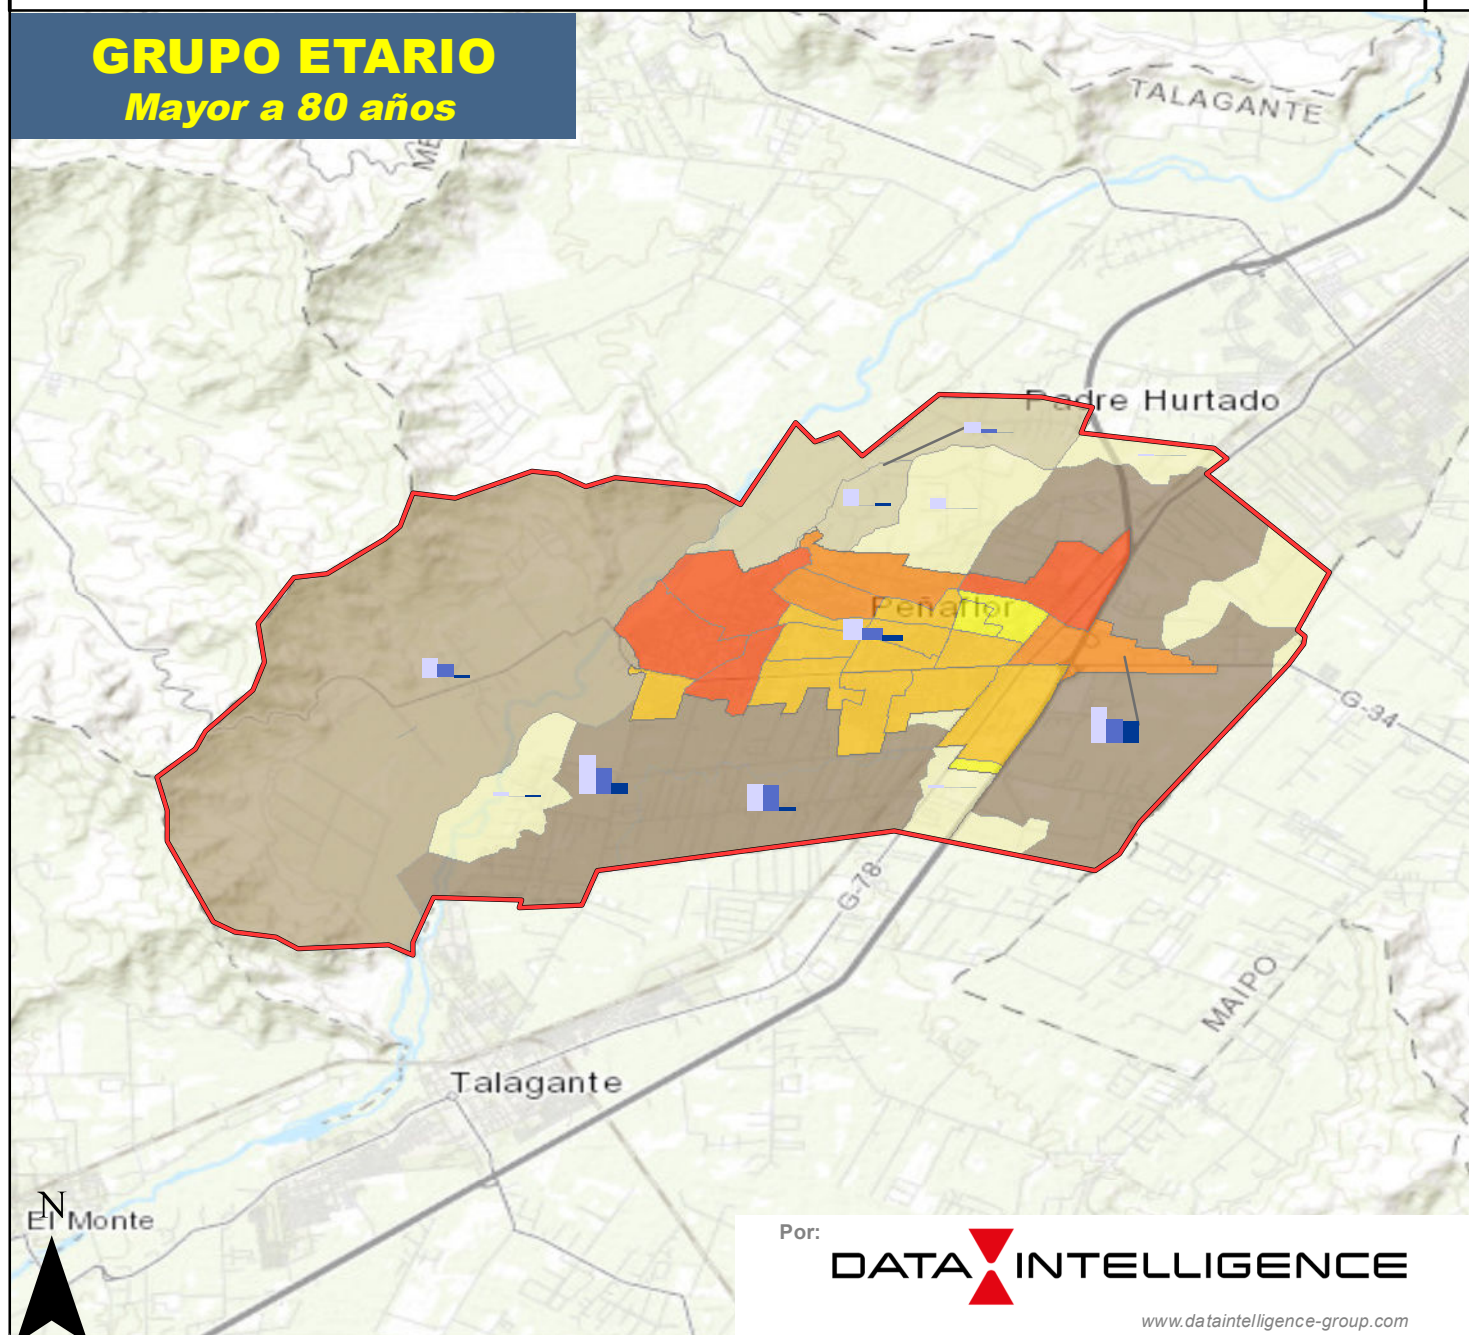 GRUPO ETARIO
Mayor a 80 años
TALAGANTE
ME
Padre Hurtado
Peñaflor
G-34
G-78
MAIPO
Talagante
N
El Monte
Por:
DATA INTELLIGENCE
www.dataintelligence-group.com